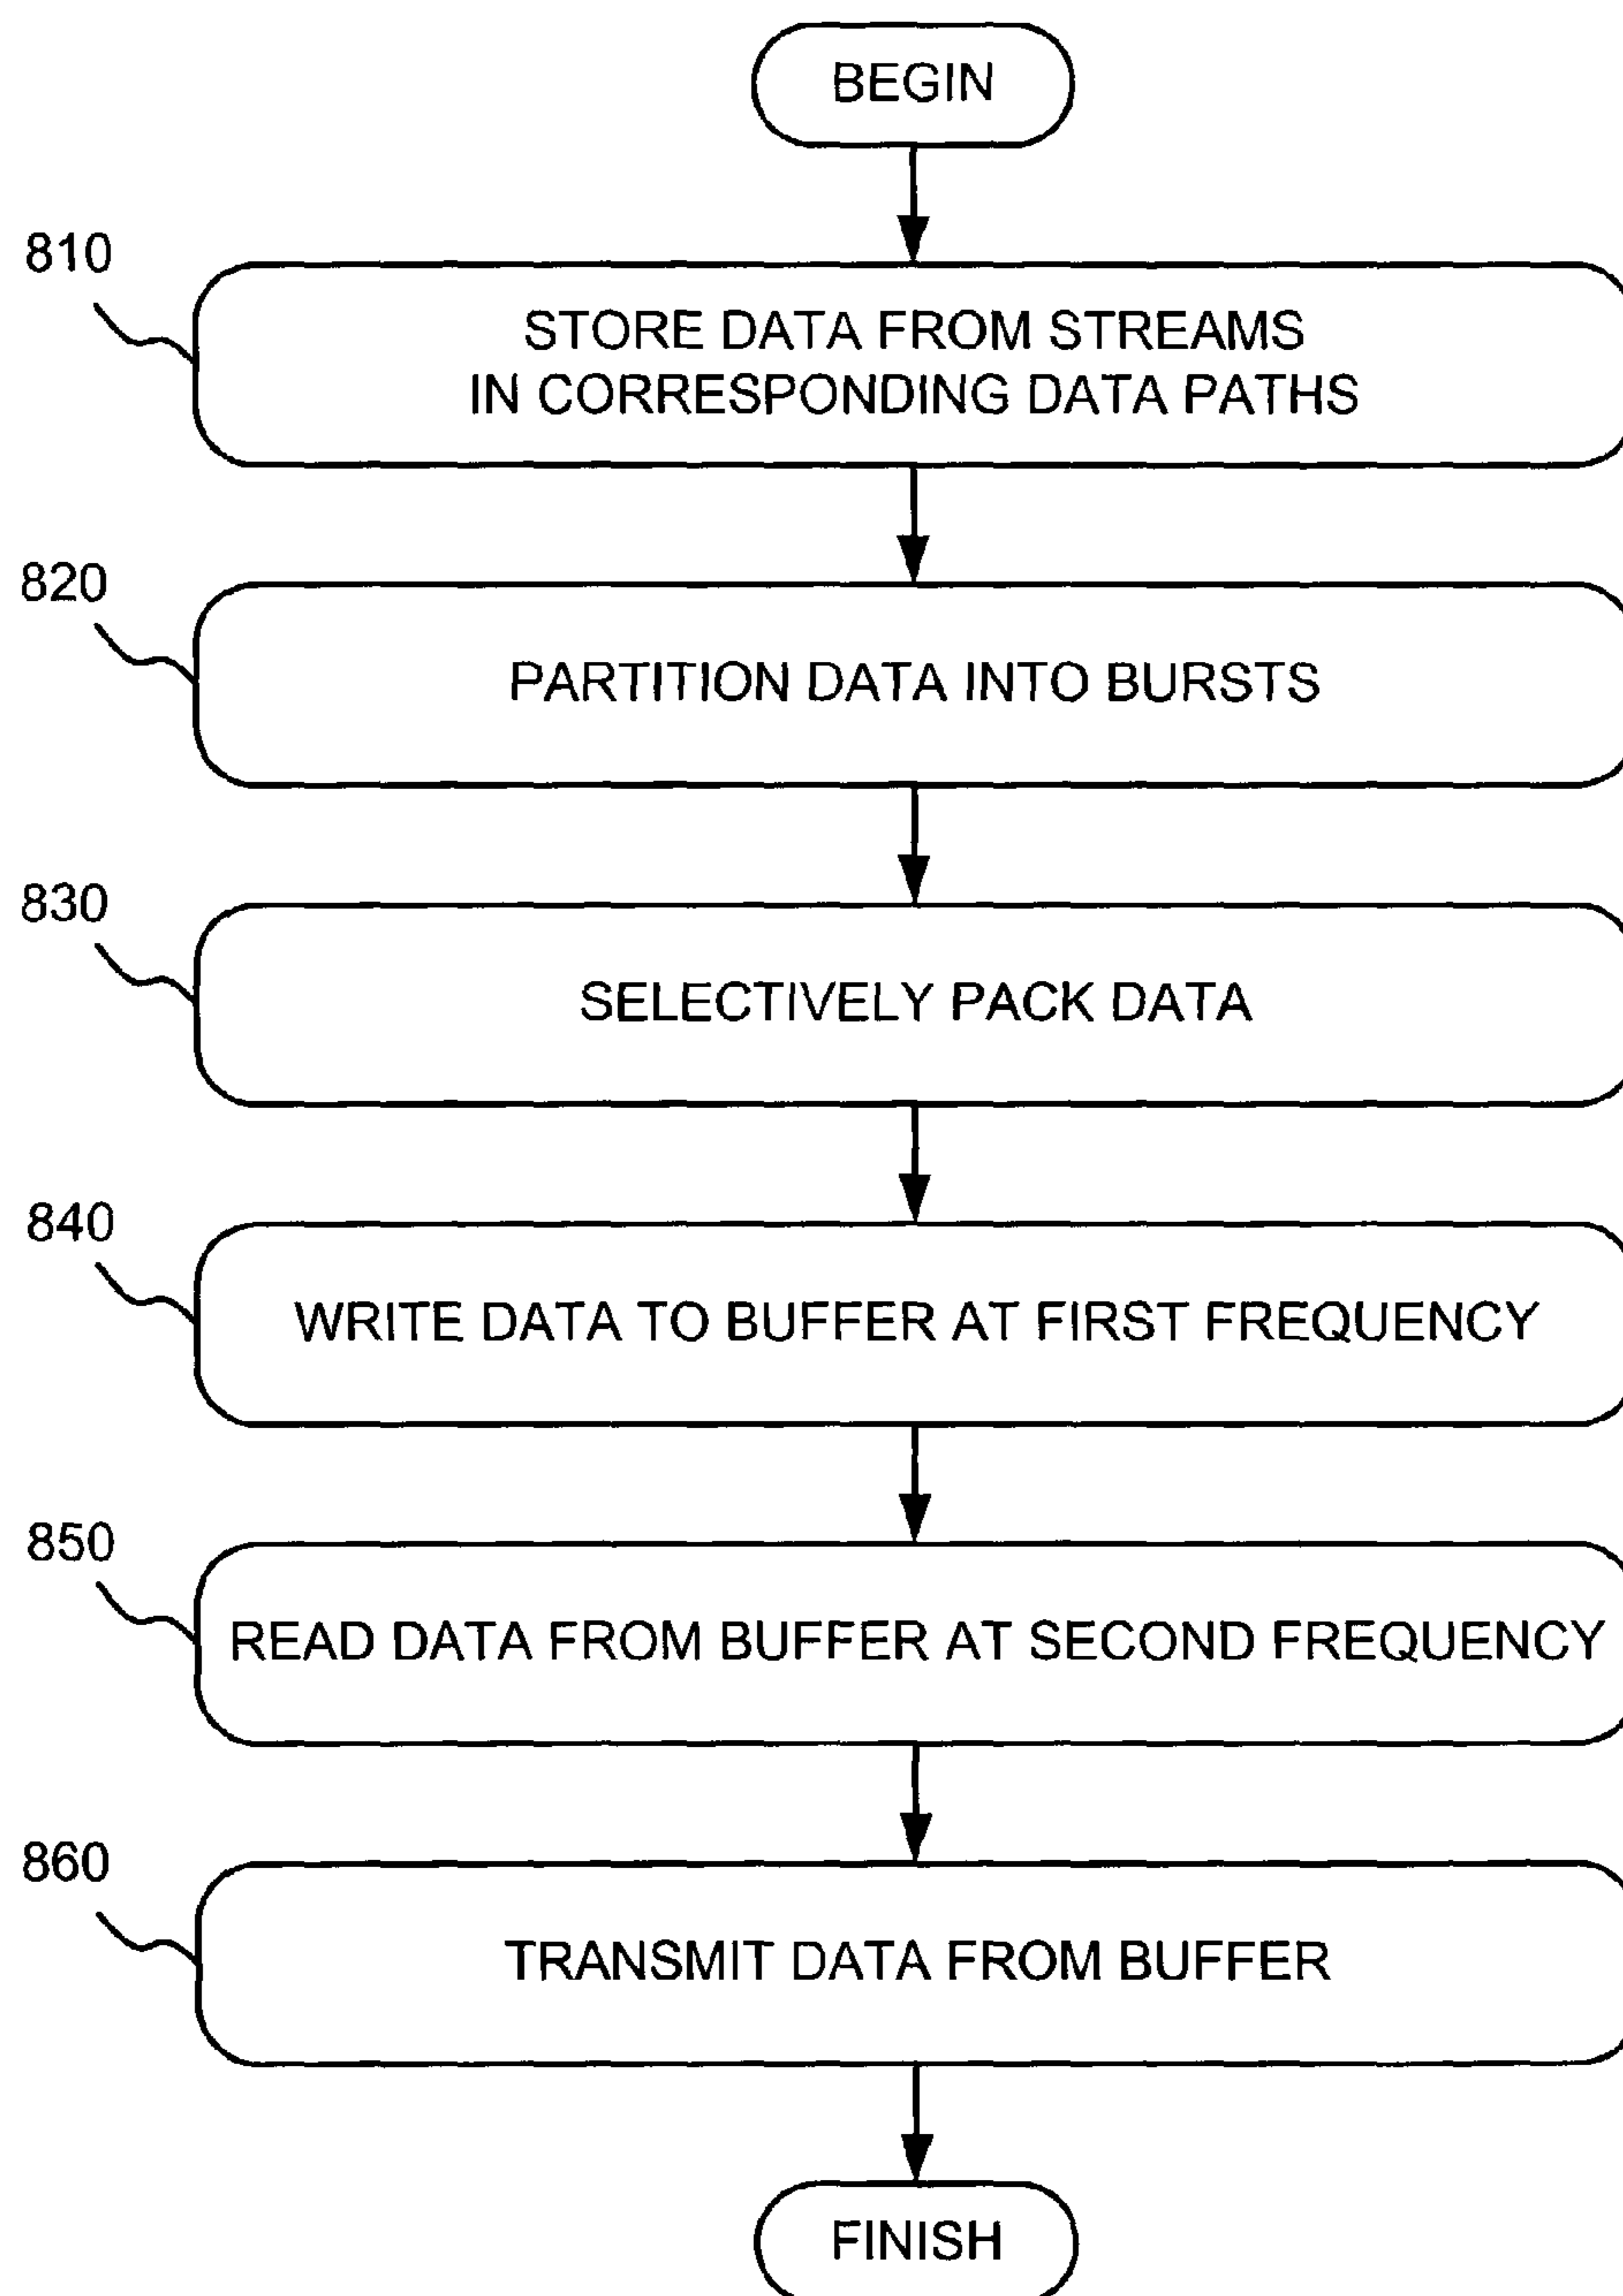 BEGIN
810
STORE DATA FROM STREAMS
IN CORRESPONDING DATA PATHS
820
PARTITION DATA INTO BURSTS
830
SELECTIVELY PACK DATA
840
WRITE DATA TO BUFFER AT FIRST FREQUENCY
850
READ DATA FROM BUFFER AT SECOND FREQUENCY
860
TRANSMIT DATA FROM BUFFER
FINISH